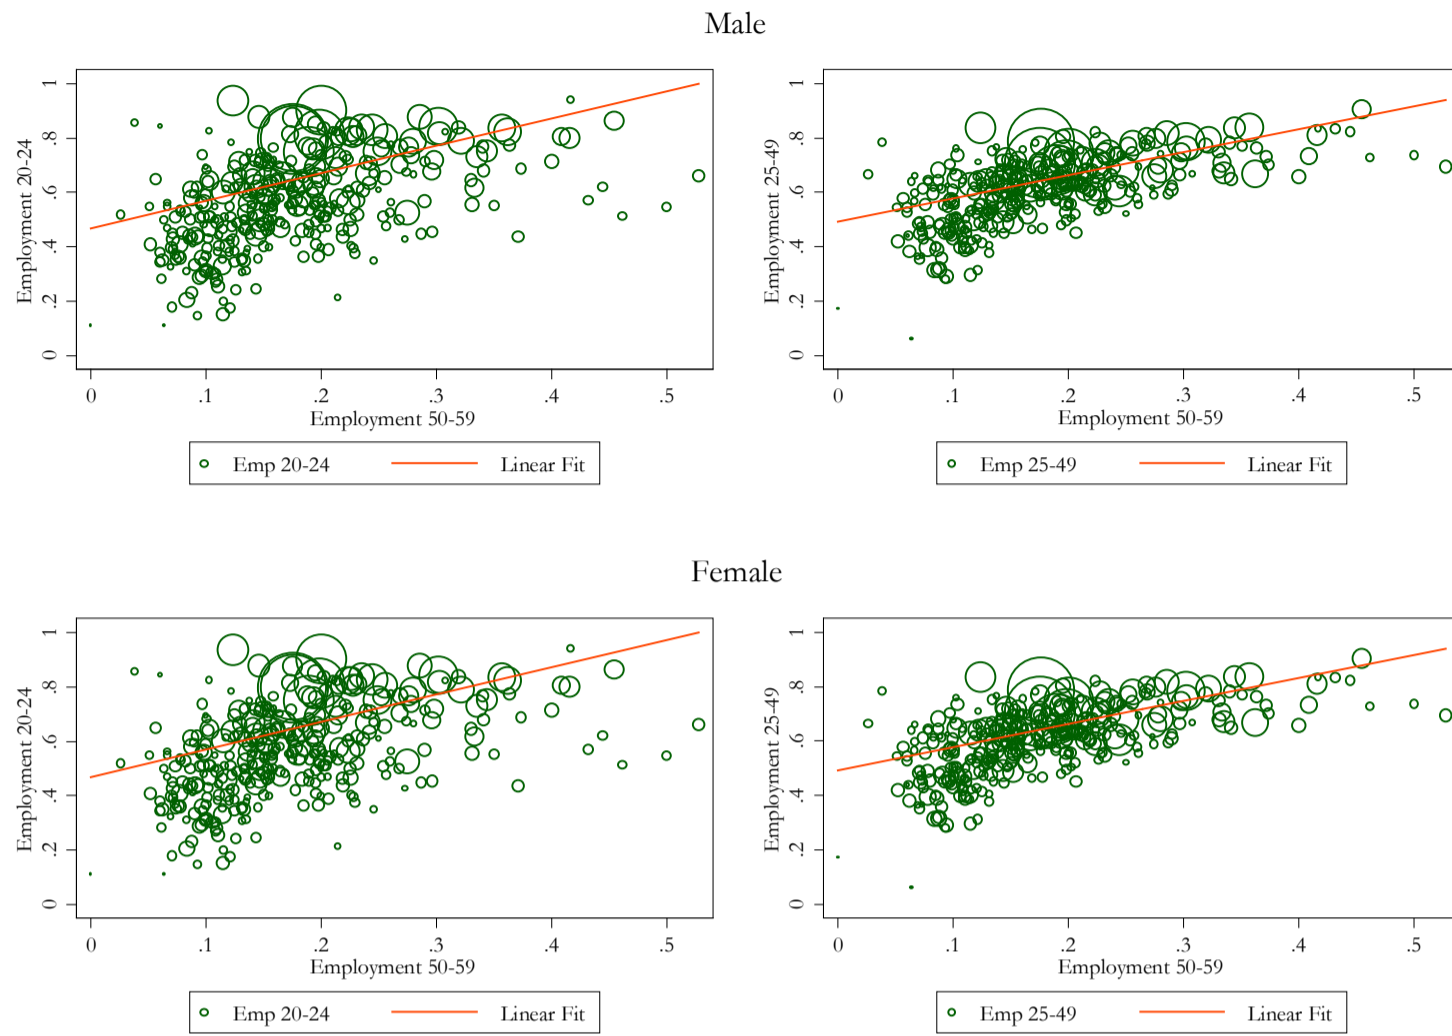 Male
Employment 20-24
0 .2 .4 .6 .8 1
0 .1 .2 .3 .4 .5
Employment 50-59
Emp 20-24 Linear Fit
Employment 25-49
0 .2 .4 .6 .8 1
0 .1 .2 .3 .4 .5
Employment 50-59
Emp 25-49 Linear Fit
Female
Employment 20-24
0 .2 .4 .6 .8 1
0 .1 .2 .3 .4 .5
Employment 50-59
Emp 20-24 Linear Fit
Employment 25-49
0 .2 .4 .6 .8 1
0 .1 .2 .3 .4 .5
Employment 50-59
Emp 25-49 Linear Fit